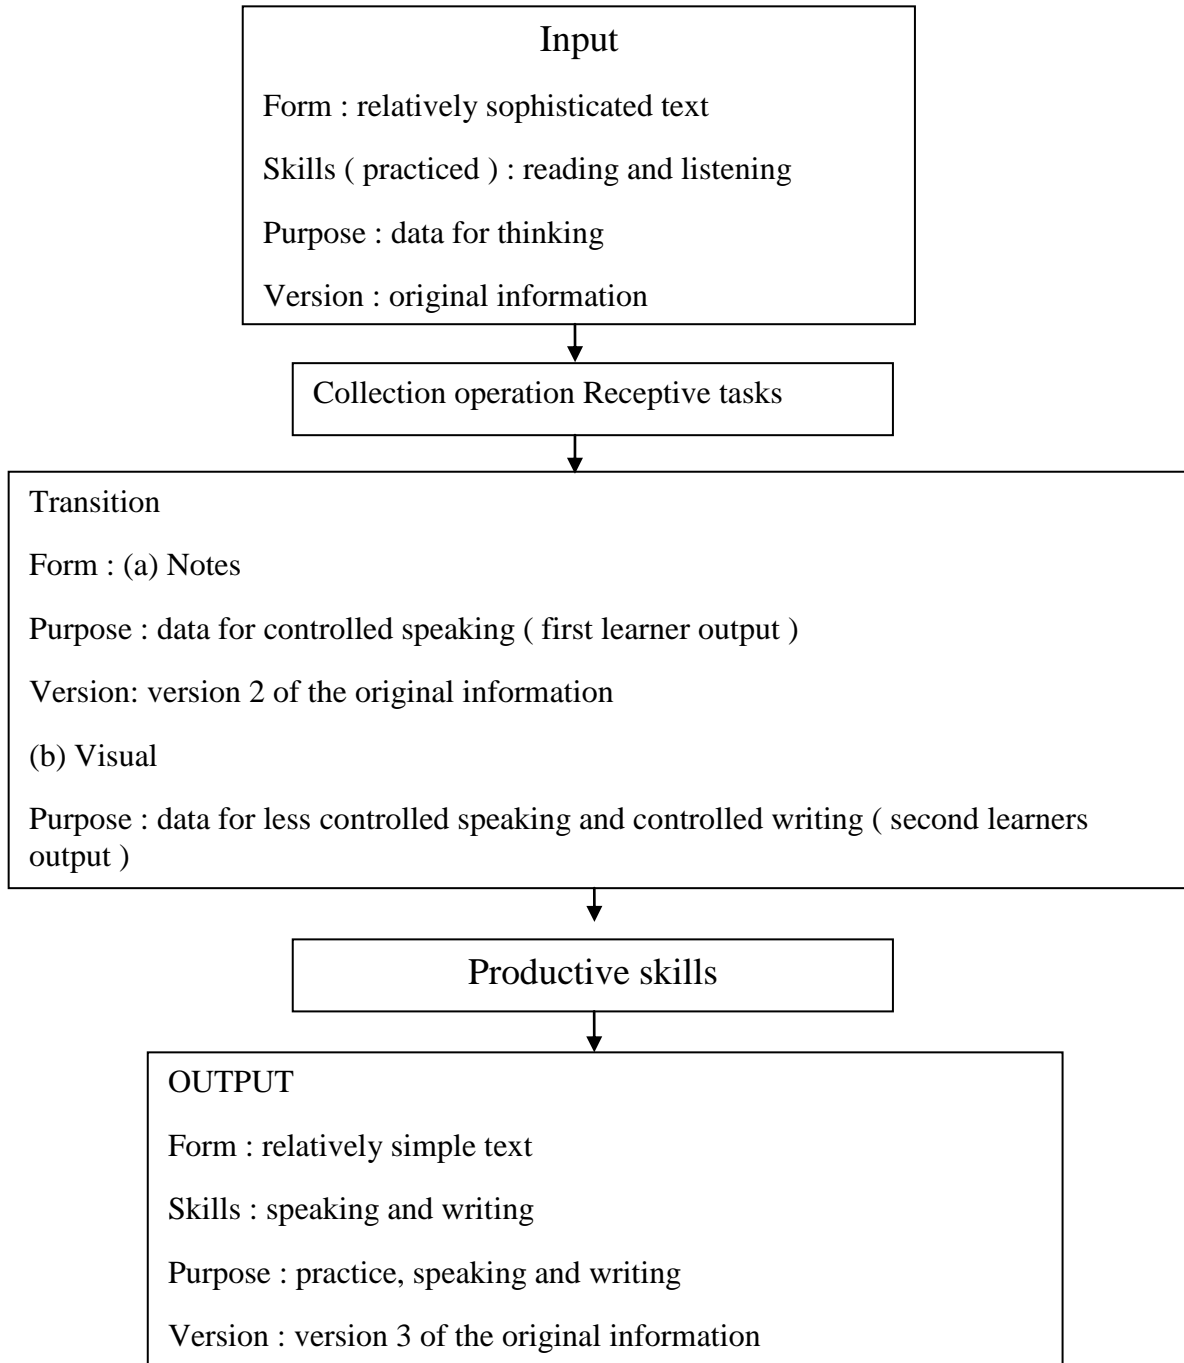 Input
Form : relatively sophisticated text
Skills ( practiced ) : reading and listening
Purpose : data for thinking
Version : original information
Collection operation Receptive tasks
Transition
Form : (a) Notes
Purpose : data for controlled speaking ( first learner output )
Version: version 2 of the original information
(b) Visual
Purpose : data for less controlled speaking and controlled writing ( second learners
output )
Productive skills
OUTPUT
Form : relatively simple text
Skills : speaking and writing
Purpose : practice, speaking and writing
Version : version 3 of the original information